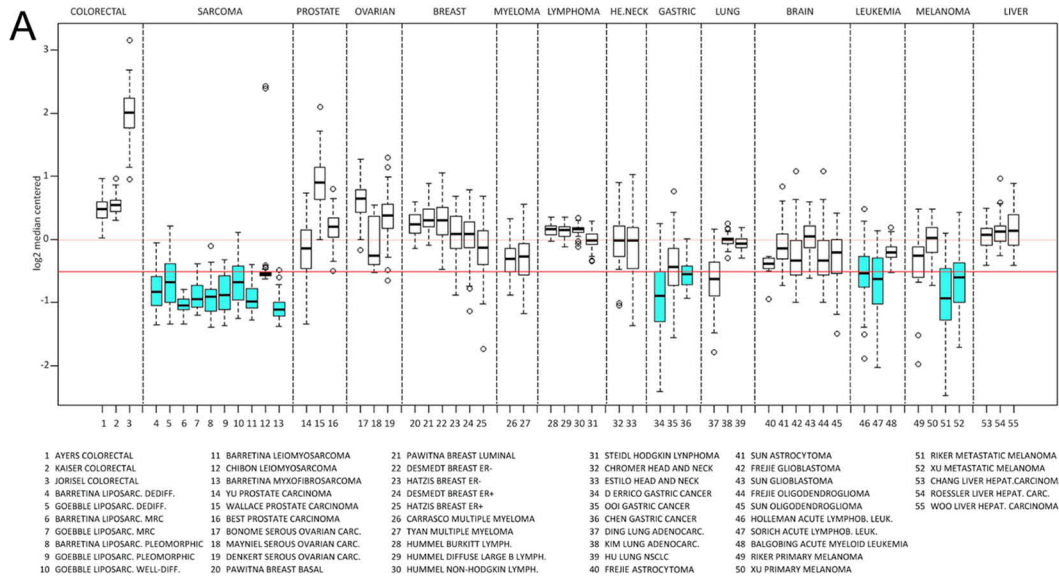 A
COLORECTAL SARCOMA PROSTATE OVARIAN BREAST MYELOMA LYMPHOMA HE.NECK GASTRIC LUNG BRAIN LEUKEMIA MELANOMA LIVER
log2 median centered
3
2
1
0
-1
-2
1 2 3 4 5 6 7 8 9 10 11 12 13 14 15 16 17 18 19 20 21 22 23 24 25 26 27 28 29 30 31 32 33 34 35 36 37 38 39 40 41 42 43 44 45 46 47 48 49 50 51 52 53 54 55
1 AYERS COLORECTAL
2 KAISER COLORECTAL
3 JORISEL COLORECTAL
4 BARRETINA LIPOSARC. DEDIFF.
5 GOEBBLE LIPOSARC. DEDIFF.
6 BARRETINA LIPOSARC. MRC
7 GOEBBLE LIPOSARC. MRC
8 BARRETINA LIPOSARC. PLEOMORPHIC
9 GOEBBLE LIPOSARC. PLEOMORPHIC
10 GOEBBLE LIPOSARC. WELL-DIFF.
11 BARRETINA LEIOMYOSARCOMA
12 CHIBON LEIOMYOSARCOMA
13 BARRETINA MYXOFIBROSARCOMA
14 YU PROSTATE CARCINOMA
15 WALLACE PROSTATE CARCINOMA
16 BEST PROSTATE CARCINOMA
17 BONOME SEROUS OVARIAN CARC.
18 MAYNIEL SEROUS OVARIAN CARC.
19 DENKERT SEROUS OVARIAN CARC.
20 PAWITNA BREAST BASAL
21 PAWITNA BREAST LUMINAL
22 DESMEDT BREAST ER-
23 HATZIS BREAST ER-
24 DESMEDT BREAST ER+
25 HATZIS BREAST ER+
26 CARRASCO MULTIPLE MYELOMA
27 TYAN MULTIPLE MYELOMA
28 HUMMEL BURKITT LYMPH.
29 HUMMEL DIFFUSE LARGE B LYMPH.
30 HUMMEL NON-HODGKIN LYMPH.
31 STEIDL HODGKIN LYNPHOMA
32 CHROMER HEAD AND NECK
33 ESTILO HEAD AND NECK
34 D ERRICO GASTRIC CANCER
35 OOI GASTRIC CANCER
36 CHEN GASTRIC CANCER
37 DING LUNG ADENOCARC.
38 KIM LUNG ADENOCARC.
39 HU LUNG NSCLC
40 FREJIE ASTROCYTOMA
41 SUN ASTROCYTOMA
42 FREJIE GLIOBLASTOMA
43 SUN GLIOBLASTOMA
44 FREJIE OLIGODENDROGLIOMA
45 SUN OLIGODENDROGLIOMA
46 HOLLEMAN ACUTE LYMPHOB. LEUK.
47 SORICH ACUTE LYMPHOB. LEUK.
48 BALGOBING ACUTE MYELOID LEUKEMIA
49 RIKER PRIMARY MELANOMA
50 XU PRIMARY MELANOMA
51 RIKER METASTATIC MELANOMA
52 XU METASTATIC MELANOMA
53 CHANG LIVER HEPAT.CARCINOMA
54 ROESSLER LIVER HEPAT. CARC.
55 WOO LIVER HEPAT. CARCINOMA